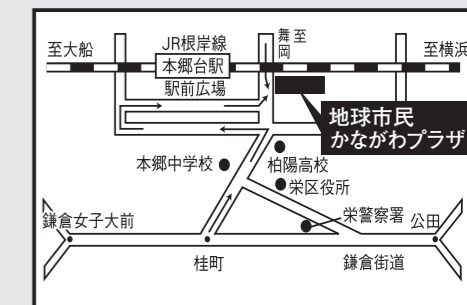 至大船
JR根岸線
舞
岡
至
至横浜
本郷台駅
駅前広場
地球市民
かながわプラザ
本郷中学校
柏陽高校
栄区役所
鎌倉女子大前
栄警察署
公田
桂町
鎌倉街道